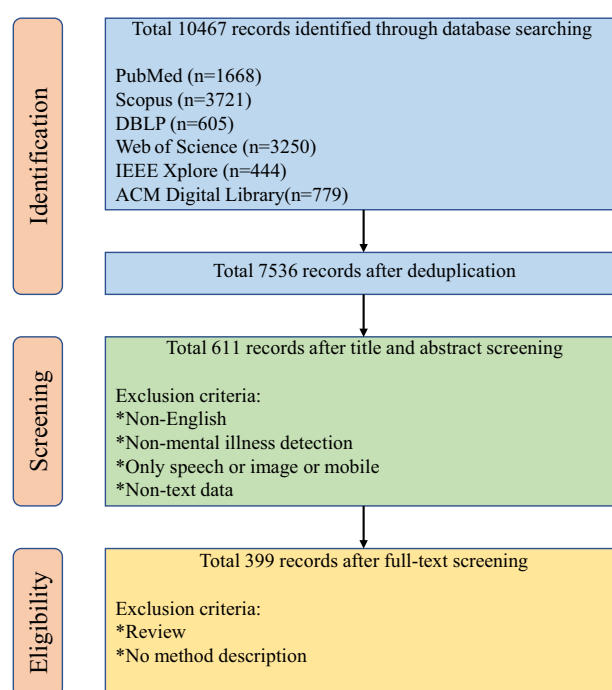 Identification
Total 10467 records identified through database searching
PubMed (n=1668)
Scopus (n=3721)
DBLP (n=605)
Web of Science (n=3250)
IEEE Xplore (n=444)
ACM Digital Library(n=779)
Total 7536 records after deduplication
Screening
Total 611 records after title and abstract screening
Exclusion criteria:
*Non-English
*Non-mental illness detection
*Only speech or image or mobile
*Non-text data
Eligibility
Total 399 records after full-text screening
Exclusion criteria:
*Review
*No method description